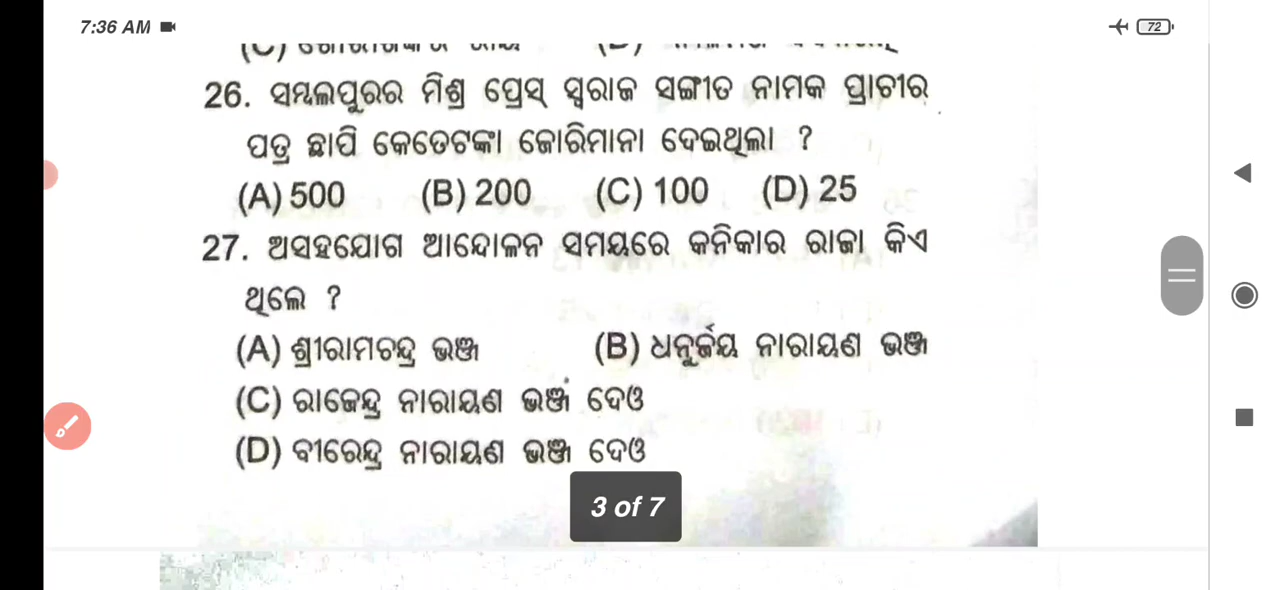 7:36 AM
72
26. ସମ୍ବଲପୁରର ମିଶ୍ର ପ୍ରେସ୍ ସ୍ୱରାଜ ସଙ୍ଗୀତ ନାମକ ପ୍ରାଚୀର
ପତ୍ର ଛାପି କେତେଟଙ୍କା ଜୋରିମାନା ଦେଇଥିଲା ?
(A) 500 (B) 200 (C) 100 (D) 25
27. ଅସହଯୋଗ ଆନ୍ଦୋଳନ ସମୟରେ କନିକାର ରାଜା କିଏ
ଥିଲେ ?
(A) ଶ୍ରୀରାମଚନ୍ଦ୍ର ଭଞ୍ଜ (B) ଧନୁର୍ଜୟ ନାରାୟଣ ଭଞ୍ଜ
(C) ରାଜେନ୍ଦ୍ର ନାରାୟଣ ଭଞ୍ଜ ଦେଓ
(D) ବୀରେନ୍ଦ୍ର ନାରାୟଣ ଭଞ୍ଜ ଦେଓ
3 of 7